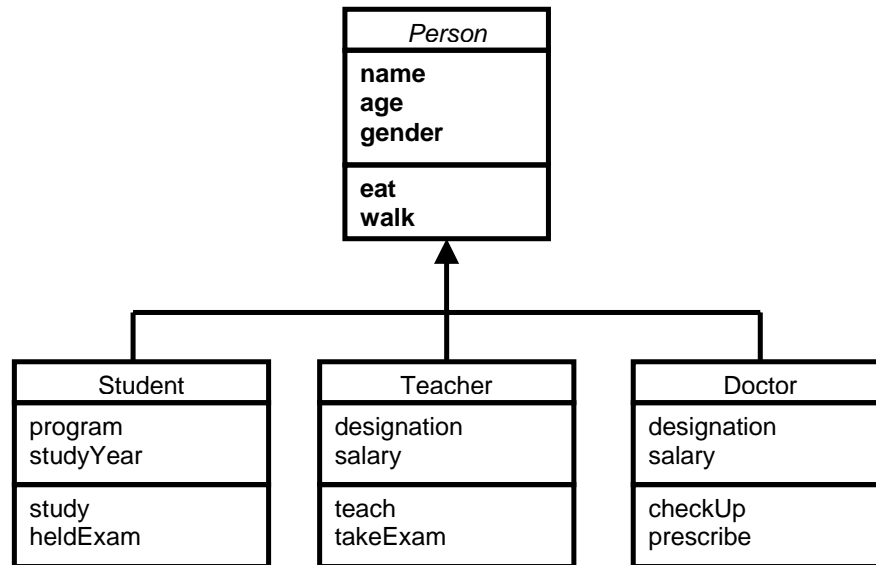 Person
name
age
gender
eat
walk
Student
program
studyYear
study
heldExam
Teacher
designation
salary
teach
takeExam
Doctor
designation
salary
checkUp
prescribe